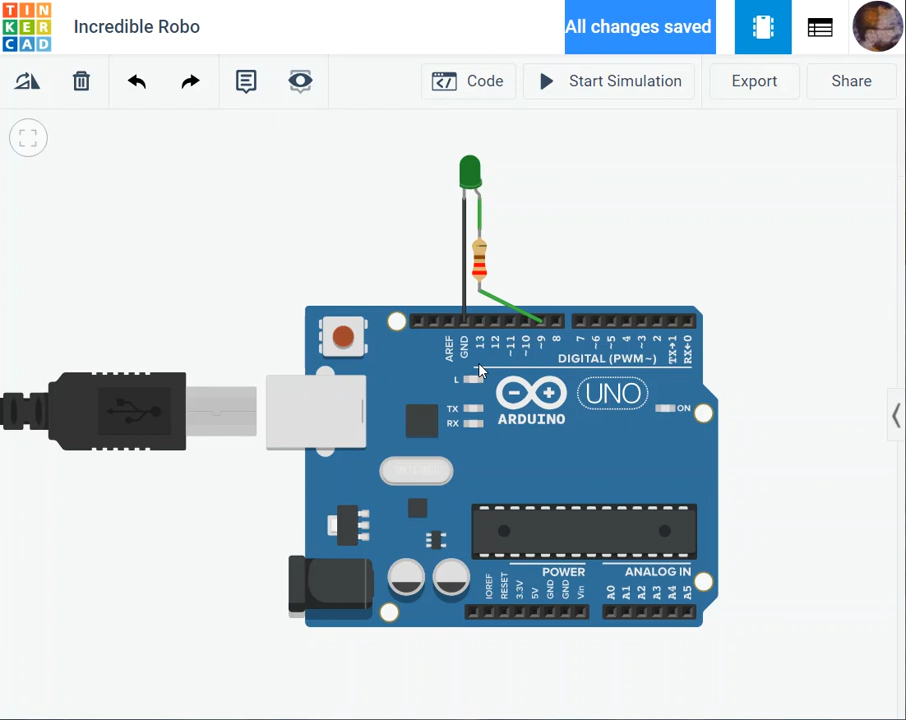 TIN
KER
CAD
Incredible Robo
All changes saved
Code
Start Simulation
Export
Share
AREF
GND
13
12
~11
~10
~9
8
7
~6
~5
4
~3
2
TX→1
RX←0
DIGITAL (PWM~)
L
TX
RX
UNO
ARDUINO
ON
POWER
ANALOG IN
IOREF
RESET
3.3V
5V
GND
GND
Vin
A0
A1
A2
A3
A4
A5